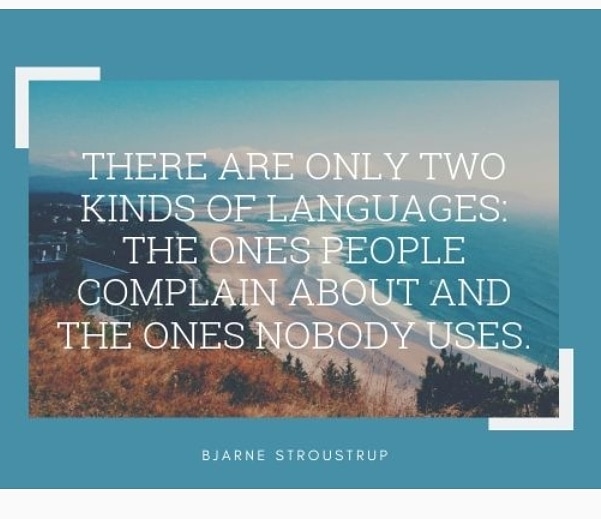 THERE ARE ONLY TWO
KINDS OF LANGUAGES:
THE ONES PEOPLE
COMPLAIN ABOUT AND
THE ONES NOBODY USES.
BJARNE STROUSTRUP